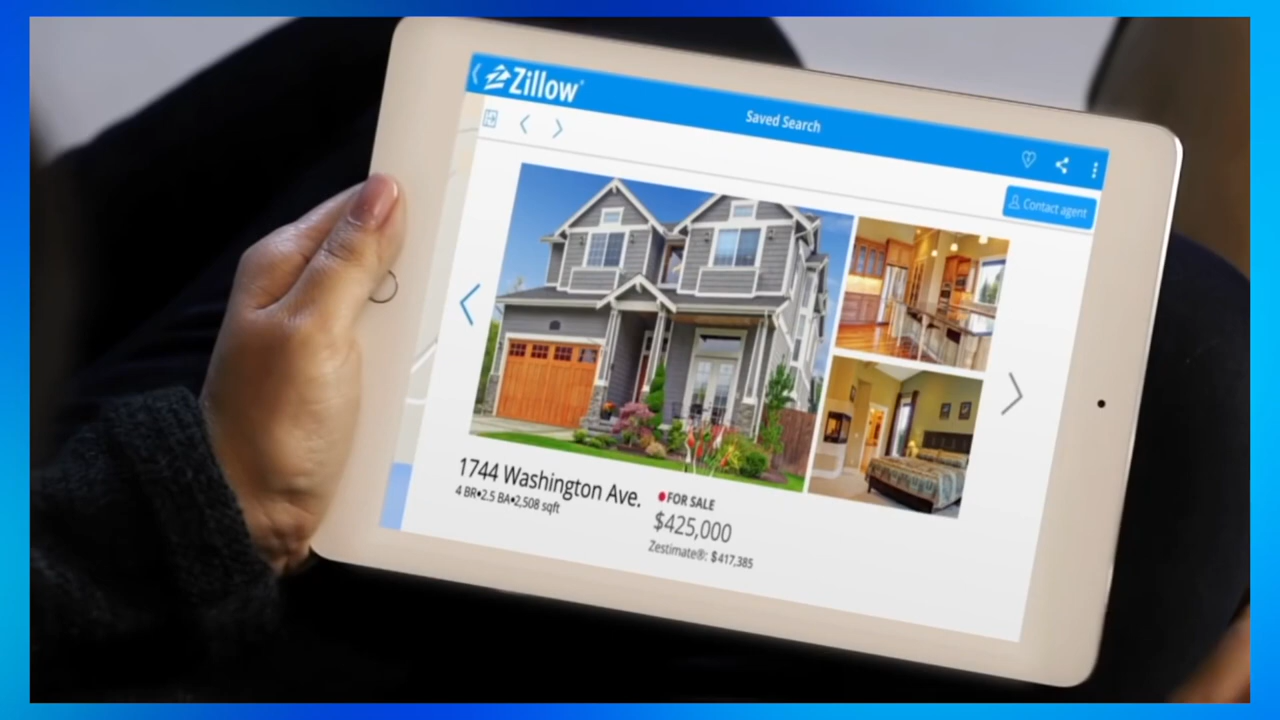 Zillow®
Saved Search
Contact agent
1744 Washington Ave.
4 BR•2.5 BA•2,508 sqft
FOR SALE
$425,000
Zestimate®: $417,385